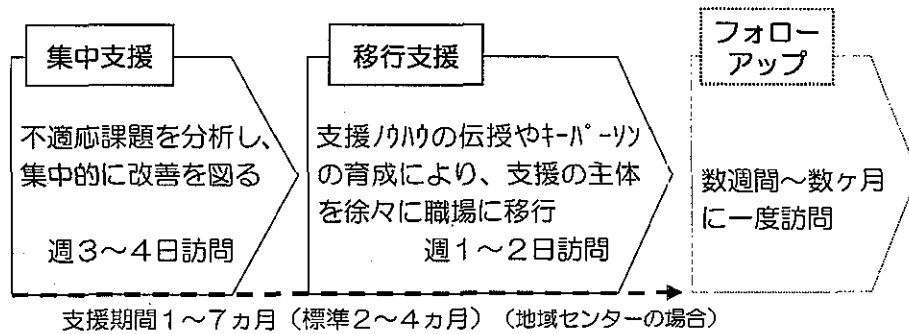 集中支援
不適応課題を分析し、
集中的に改善を図る
週3～4日訪問
移行支援
支援ﾉｳﾊｳの伝授やｷｰﾊﾟｰｿﾝ
の育成により、支援の主体
を徐々に職場に移行
週1～2日訪問
フォロー
アップ
数週間～数ヶ月
に一度訪問
支援期間1～7ヵ月（標準2～4ヵ月）（地域センターの場合）